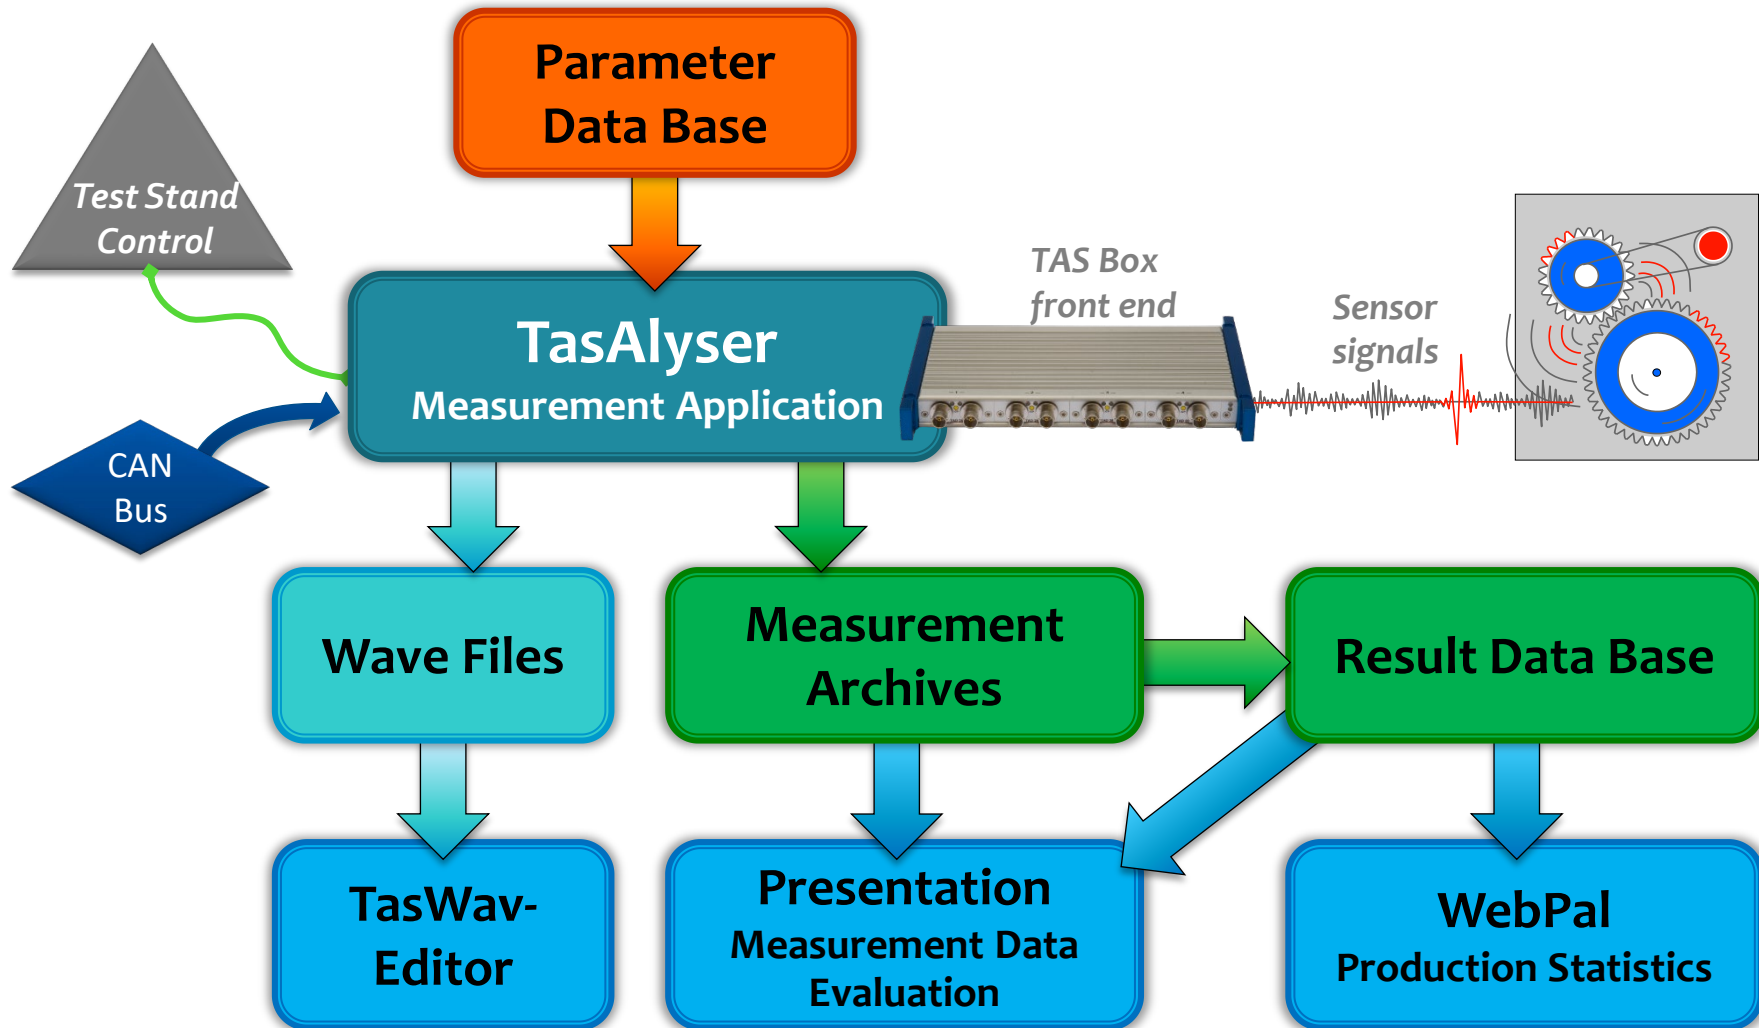 Parameter
Data Base
Test Stand
Control
TAS Box
front end
Sensor
signals
TasAlyser
Measurement Application
CAN
Bus
Wave Files
Measurement
Archives
Result Data Base
TasWav-
Editor
Presentation
Measurement Data
Evaluation
WebPal
Production Statistics